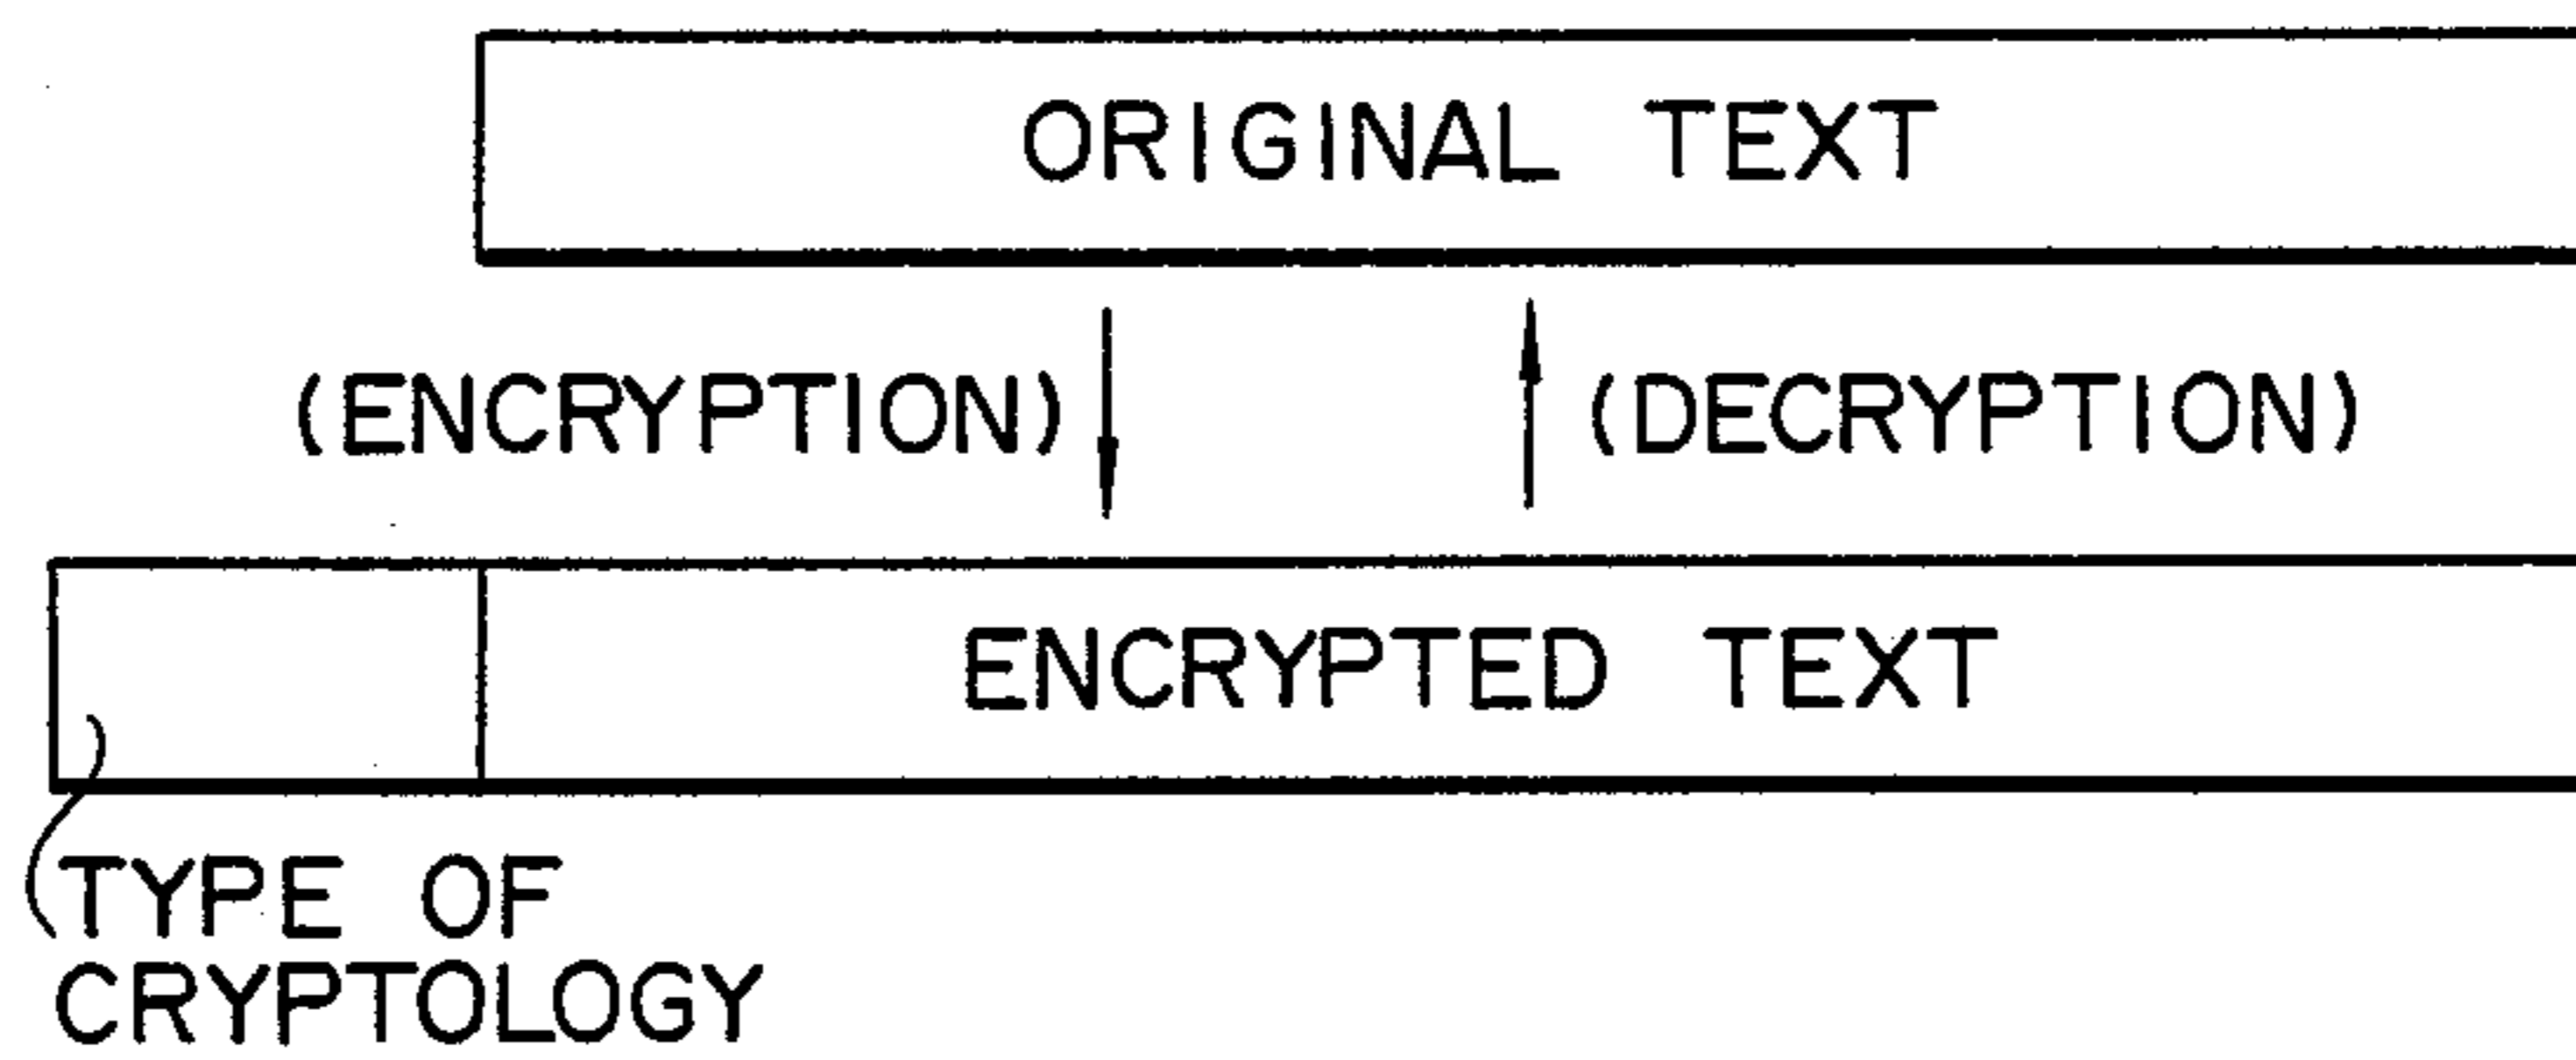 ORIGINAL TEXT
(ENCRYPTION) (DECRYPTION)
ENCRYPTED TEXT
TYPE OF
CRYPTOLOGY